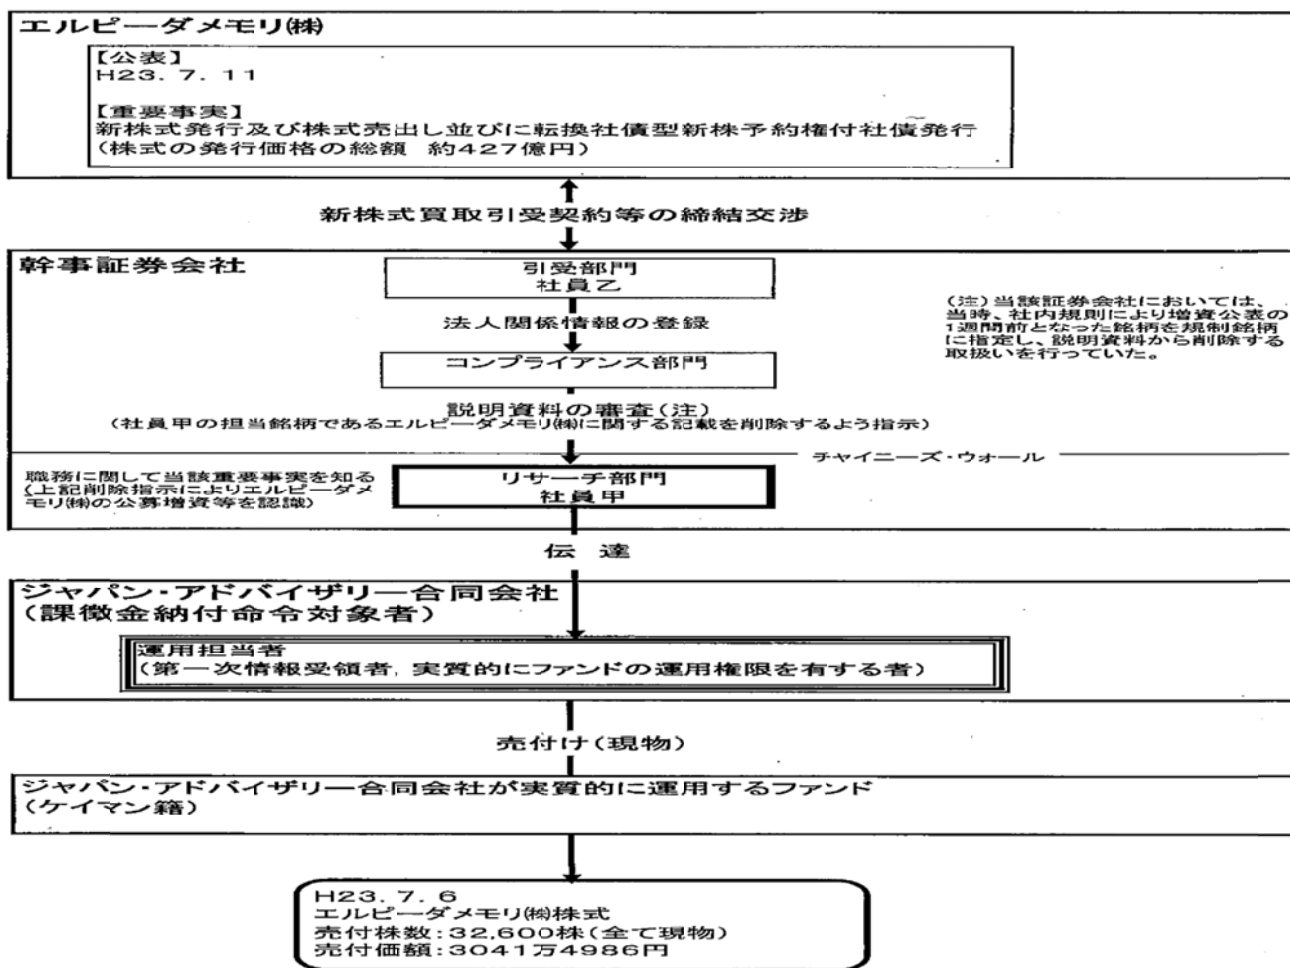 エルピーダメモリ㈱
【公表】
H23.7.11
【重要事実】
新株式発行及び株式売出し並びに転換社債型新株予約権付社債発行
(株式の発行価格の総額 約427億円)
新株式買取引受契約等の締結交渉
幹事証券会社
引受部門
社員乙
法人関係情報の登録
コンプライアンス部門
(注)当該証券会社においては、
当時、社内規則により増資公表の
1週間前となった銘柄を規制銘柄
に指定し、説明資料から削除する
取扱いを行っていた。
説明資料の審査(注)
(社員甲の担当銘柄であるエルピーダメモリ㈱に関する記載を削除するよう指示)
チャイニーズ・ウォール
職務に関して当該重要事実を知る
(上記削除指示によりエルピーダメ
モリ㈱の公募増資等を認識)
リサーチ部門
社員甲
伝 達
ジャパン・アドバイザリー合同会社
(課徴金納付命令対象者)
運用担当者
(第一次情報受領者,実質的にファンドの運用権限を有する者)
売付け(現物)
ジャパン・アドバイザリー合同会社が実質的に運用するファンド
(ケイマン籍)
H23.7.6
エルピーダメモリ㈱株式
売付株数:32,600株(全て現物)
売付価額:3041万4986円